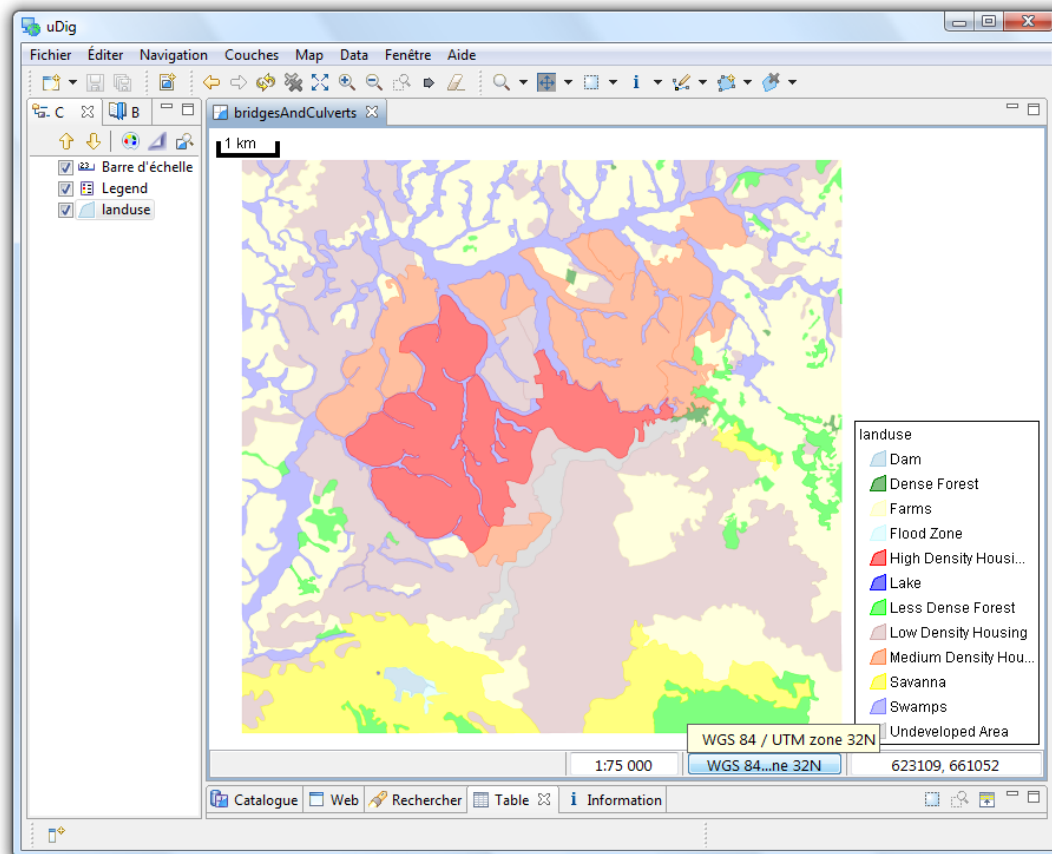 uDig
Fichier Éditer Navigation Couches Map Data Fenêtre Aide
C B
bridgesAndCulverts
Barre d'échelle
Legend
landuse
1 km
landuse
Dam
Dense Forest
Farms
Flood Zone
High Density Housi...
Lake
Less Dense Forest
Low Density Housing
Medium Density Hou...
Savanna
Swamps
Undeveloped Area
WGS 84 / UTM zone 32N
1:75 000 WGS 84...ne 32N 623109, 661052
Catalogue Web Rechercher Table Information